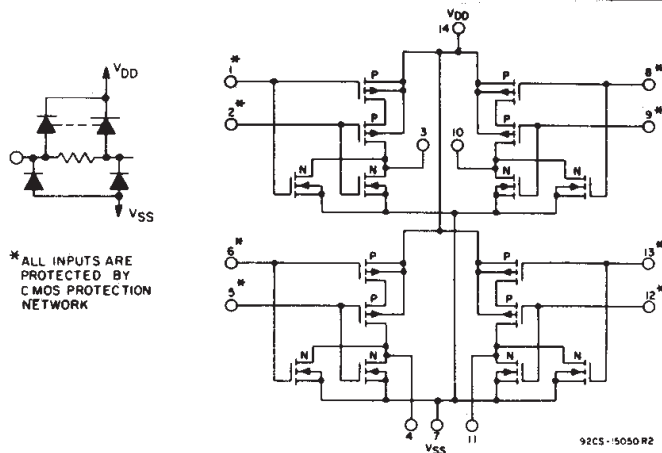 VDD
14
1*
P
P
8*
2*
P
3
10
P
9*
N
N
N
N
VDD
VSS
*ALL INPUTS ARE
PROTECTED BY
CMOS PROTECTION
NETWORK
6*
P
P
13*
5*
P
P
12*
N
N
N
N
4
7
11
VSS
92CS-15050R2